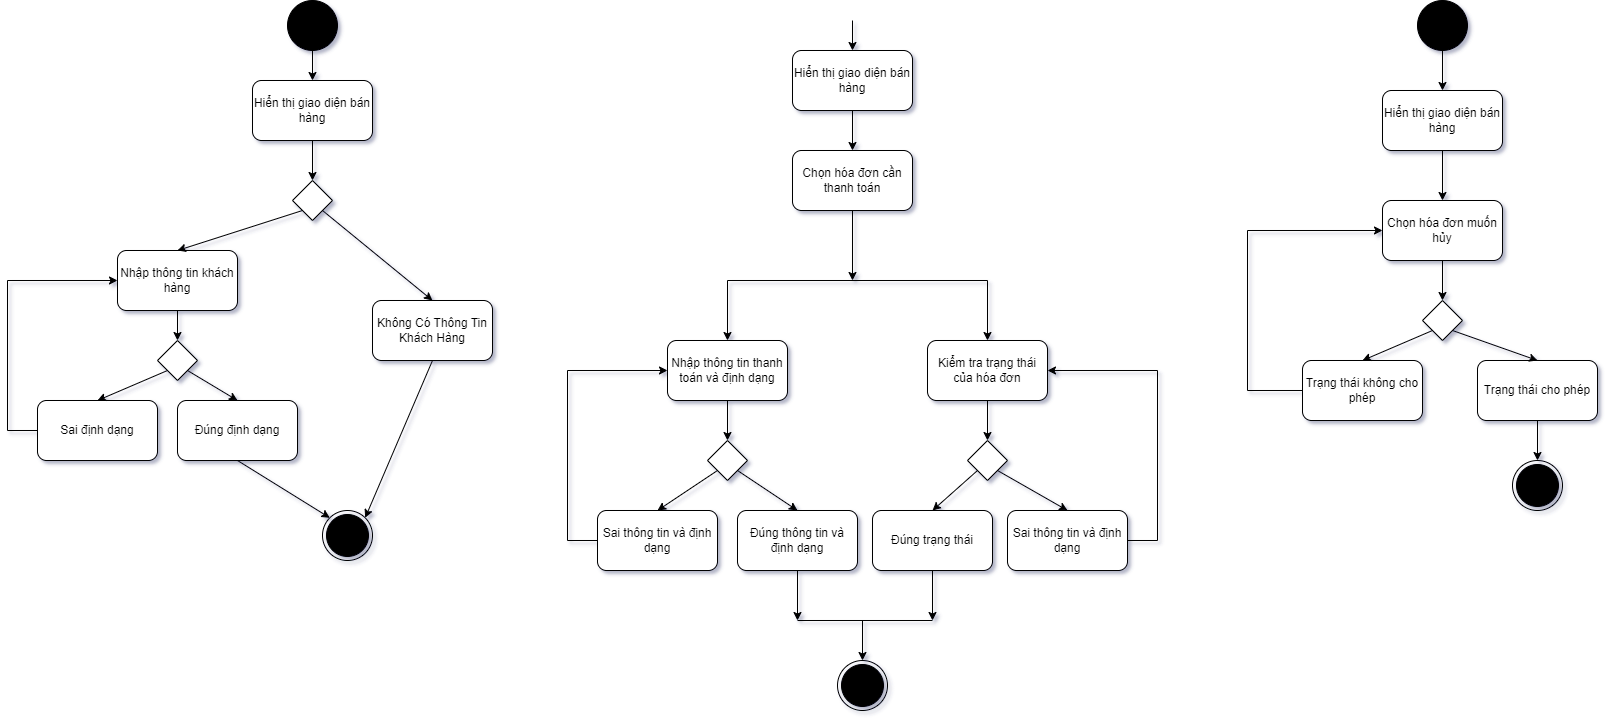 Hiển thị giao diện bán
hàng
Nhập thông tin khách
hàng
Không Có Thông Tin
Khách Hàng
Sai định dạng
Đúng định dạng
Hiển thị giao diện bán
hàng
Chọn hóa đơn cần
thanh toán
Nhập thông tin thanh
toán và định dạng
Kiểm tra trạng thái
của hóa đơn
Sai thông tin và định
dạng
Đúng thông tin và
định dạng
Đúng trạng thái
Sai thông tin và định
dạng
Hiển thị giao diện bán
hàng
Chọn hóa đơn muốn
hủy
Trạng thái không cho
phép
Trạng thái cho phép